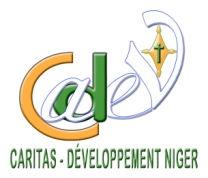 CadeV
CARITAS - DÉVELOPPEMENT NIGER